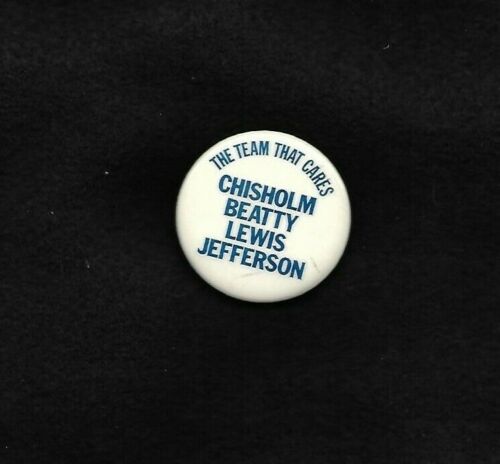 THE TEAM THAT CARES
CHISHOLM
BEATTY
LEWIS
JEFFERSON